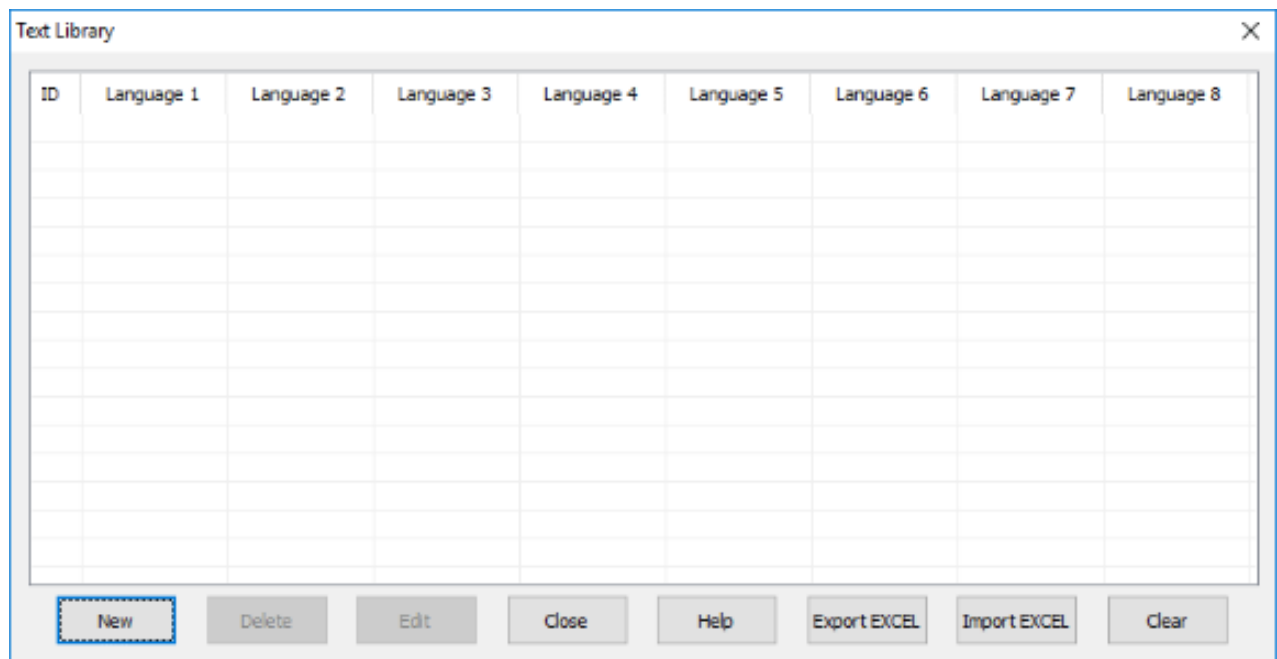 Text Library
ID Language 1 Language 2 Language 3 Language 4 Language 5 Language 6 Language 7 Language 8
New Delete Edit Close Help Export EXCEL Import EXCEL Clear